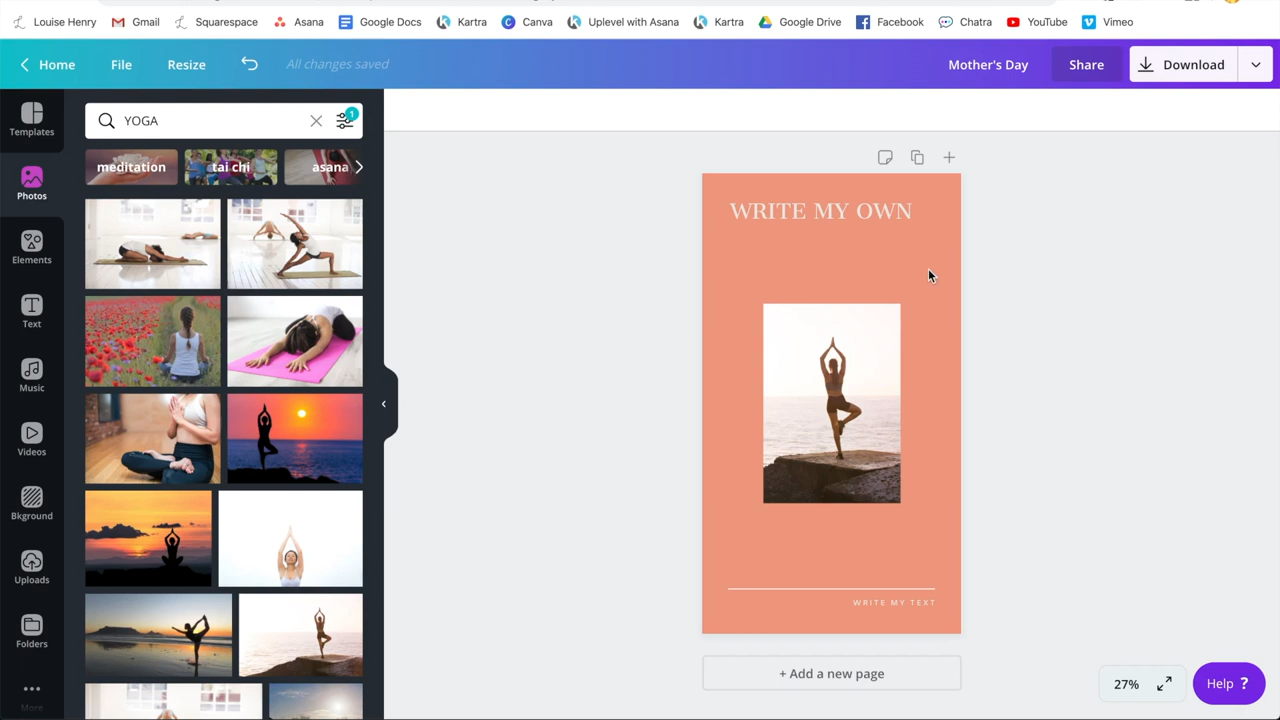 Louise Henry Gmail Squarespace Asana Google Docs Kartra Canva Uplevel with Asana Kartra Google Drive Facebook Chatra YouTube Vimeo
Home File Resize All changes saved Mother's Day Share Download
Templates
Photos
Elements
Text
Music
Videos
Bkground
Uploads
Folders
More
YOGA 1
meditation tai chi asana
WRITE MY OWN
WRITE MY TEXT
+ Add a new page
27% Help ?